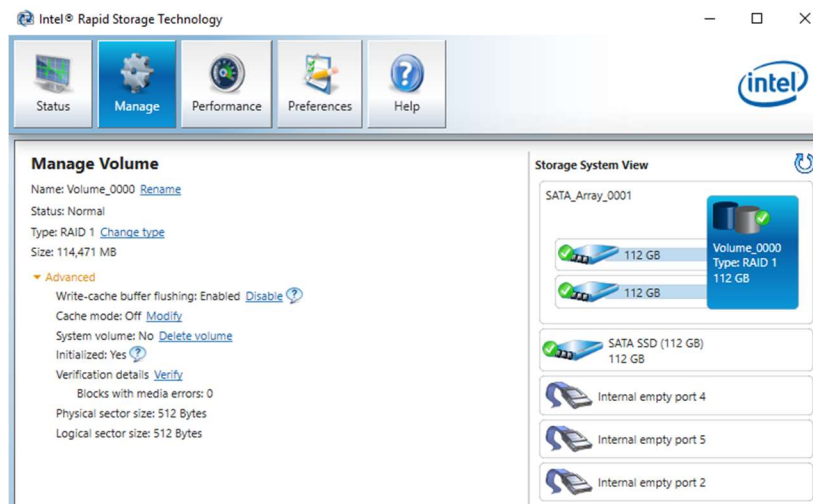 Intel® Rapid Storage Technology
Status
Manage
Performance
Preferences
Help
intel
Manage Volume
Name: Volume_0000 Rename
Status: Normal
Type: RAID 1 Change type
Size: 114,471 MB
Advanced
Write-cache buffer flushing: Enabled Disable
Cache mode: Off Modify
System volume: No Delete volume
Initialized: Yes
Verification details Verify
Blocks with media errors: 0
Physical sector size: 512 Bytes
Logical sector size: 512 Bytes
Storage System View
SATA_Array_0001
112 GB
112 GB
Volume_0000
Type: RAID 1
112 GB
SATA SSD (112 GB)
112 GB
Internal empty port 4
Internal empty port 5
Internal empty port 2